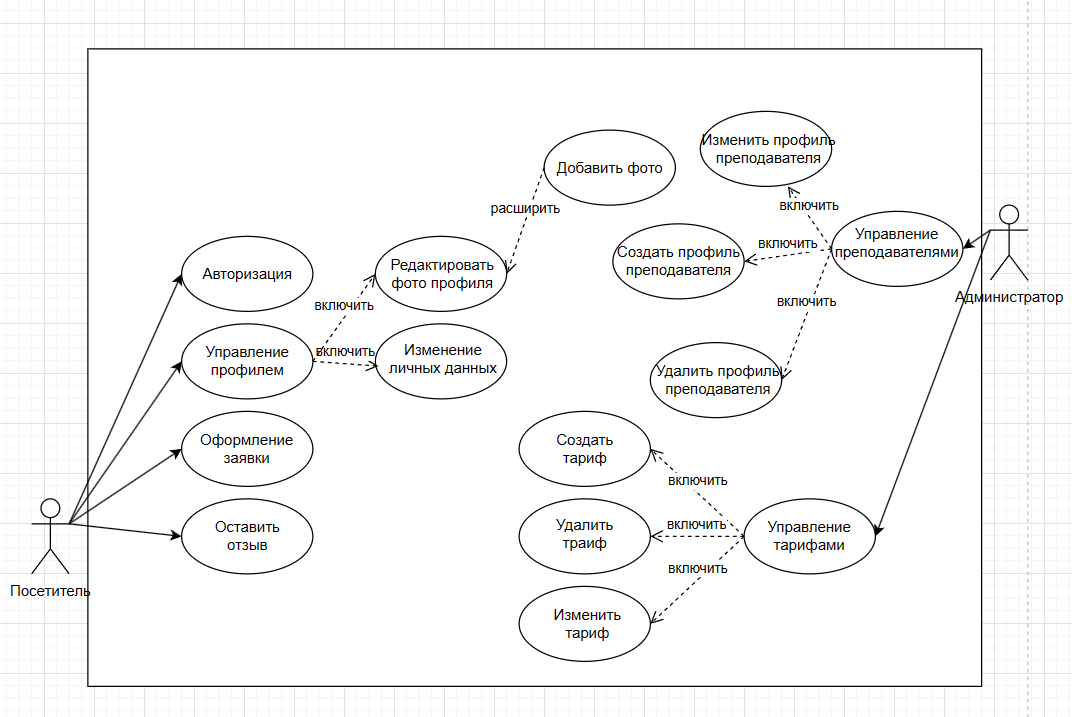 Изменить профиль
преподавателя
Добавить фото
расширить
включить
Создать профиль
преподавателя
включить
Управление
преподавателями
Администратор
включить
Удалить профиль
преподавателя
Авторизация
Редактировать
фото профиля
включить
Управление
профилем
включить
Изменение
личных данных
Оформление
заявки
Оставить
отзыв
Посетитель
Создать
тариф
включить
Удалить
траиф
включить
Управление
тарифами
включить
Изменить
тариф